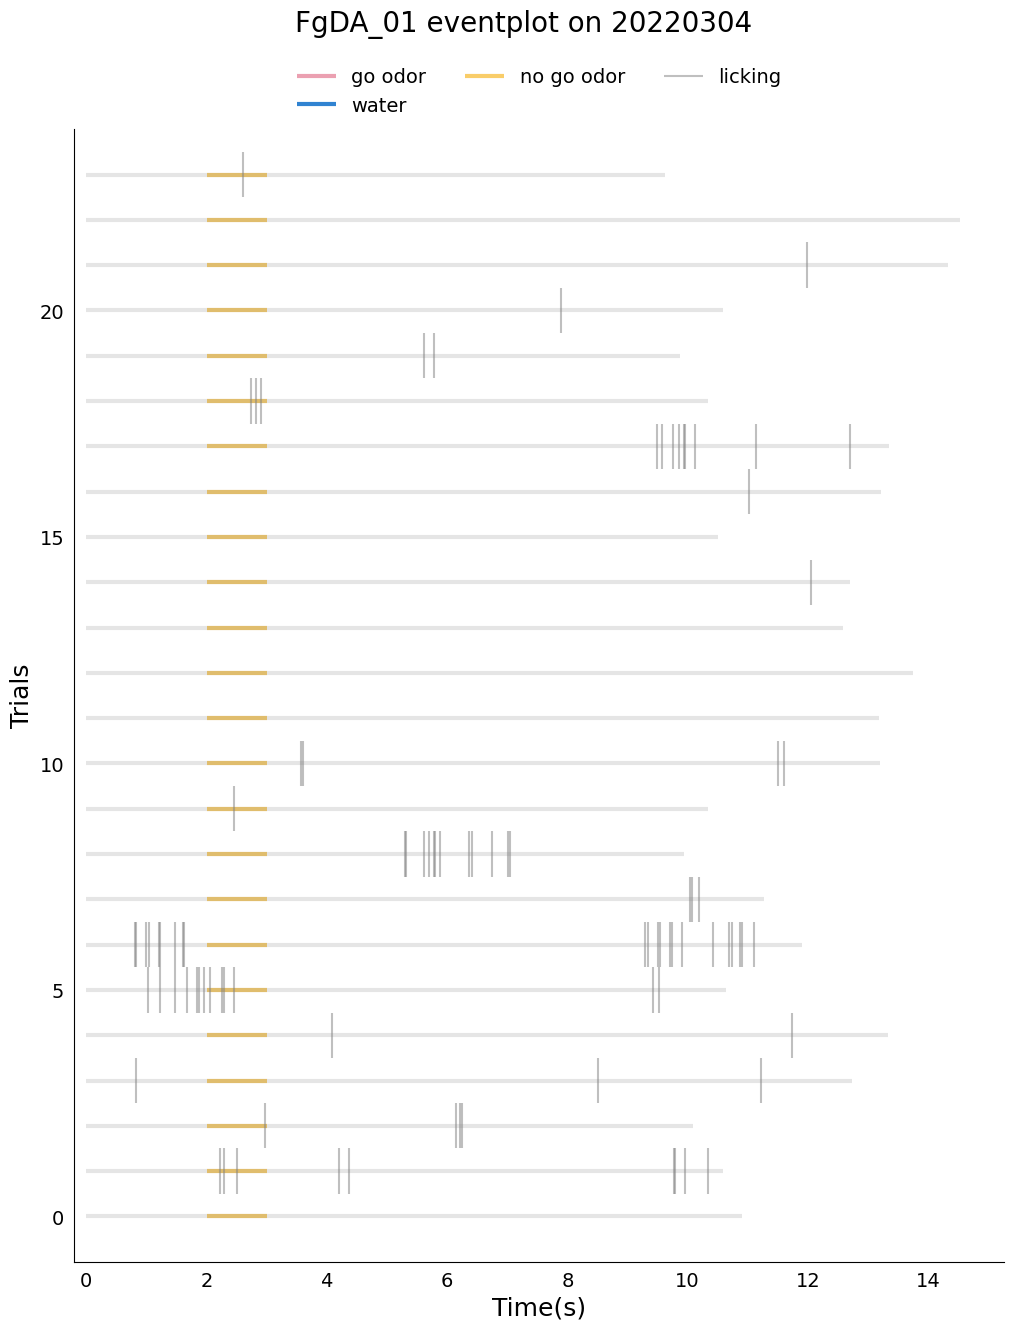 FgDA_01 eventplot on 20220304
go odor no go odor licking
water
20
15
10
5
0
Trials
0 2 4 6 8 10 12 14
Time(s)